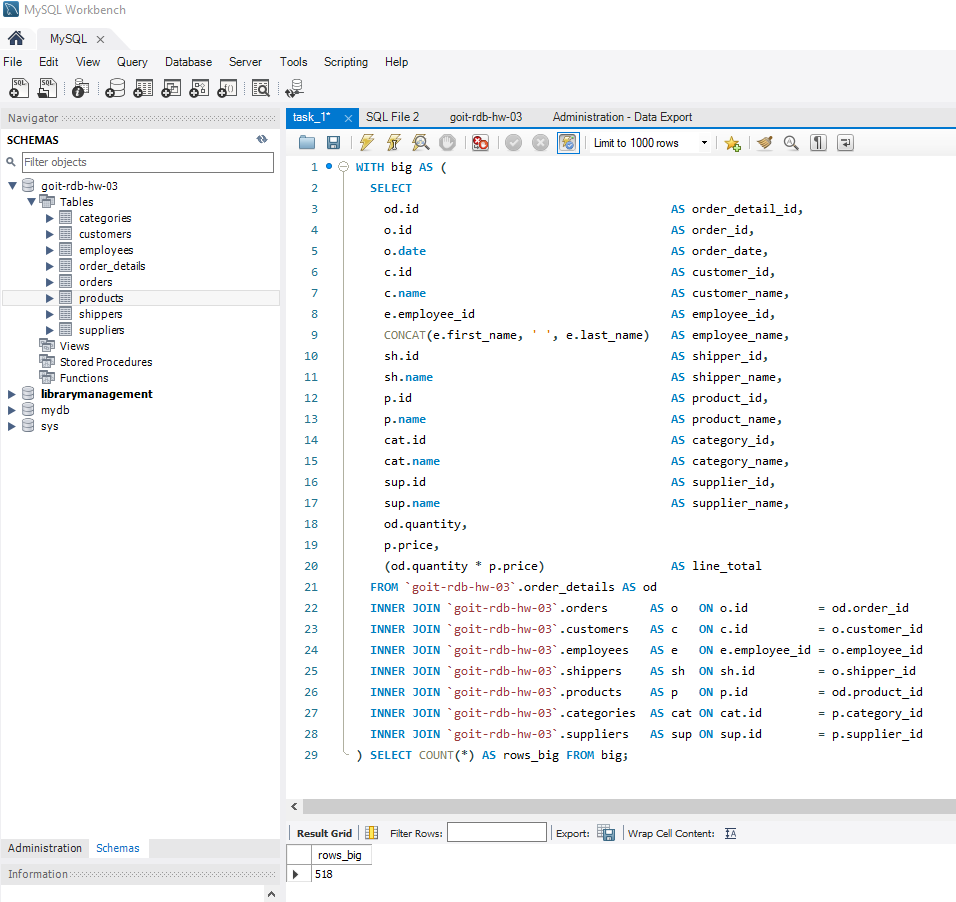 MySQL Workbench
MySQL
File Edit View Query Database Server Tools Scripting Help
Navigator
SCHEMAS
Filter objects
goit-rdb-hw-03
Tables
categories
customers
employees
order_details
orders
products
shippers
suppliers
Views
Stored Procedures
Functions
librarymanagement
mydb
sys
Administration Schemas
Information
task_1* SQL File 2 goit-rdb-hw-03 Administration - Data Export
Limit to 1000 rows
1 WITH big AS (
2 SELECT
3 od.id AS order_detail_id,
4 o.id AS order_id,
5 o.date AS order_date,
6 c.id AS customer_id,
7 c.name AS customer_name,
8 e.employee_id AS employee_id,
9 CONCAT(e.first_name, ' ', e.last_name) AS employee_name,
10 sh.id AS shipper_id,
11 sh.name AS shipper_name,
12 p.id AS product_id,
13 p.name AS product_name,
14 cat.id AS category_id,
15 cat.name AS category_name,
16 sup.id AS supplier_id,
17 sup.name AS supplier_name,
18 od.quantity,
19 p.price,
20 (od.quantity * p.price) AS line_total
21 FROM `goit-rdb-hw-03`.order_details AS od
22 INNER JOIN `goit-rdb-hw-03`.orders AS o ON o.id = od.order_id
23 INNER JOIN `goit-rdb-hw-03`.customers AS c ON c.id = o.customer_id
24 INNER JOIN `goit-rdb-hw-03`.employees AS e ON e.employee_id = o.employee_id
25 INNER JOIN `goit-rdb-hw-03`.shippers AS sh ON sh.id = o.shipper_id
26 INNER JOIN `goit-rdb-hw-03`.products AS p ON p.id = od.product_id
27 INNER JOIN `goit-rdb-hw-03`.categories AS cat ON cat.id = p.category_id
28 INNER JOIN `goit-rdb-hw-03`.suppliers AS sup ON sup.id = p.supplier_id
29 ) SELECT COUNT(*) AS rows_big FROM big;
Result Grid Filter Rows: Export: Wrap Cell Content:
rows_big
518